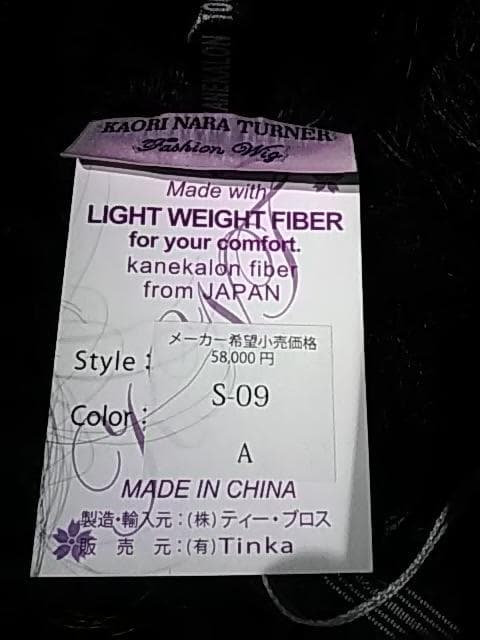 KANEKALON
KAORI NARA TURNER
Fashion Wig
Made with
LIGHT WEIGHT FIBER
for your comfort.
kanekalon fiber
from JAPAN
メーカー希望小売価格
58,000円
Style : S-09
Color : A
MADE IN CHINA
製造・輸入元:(株)ティー・ブロス
販 売 元:(有)Tinka